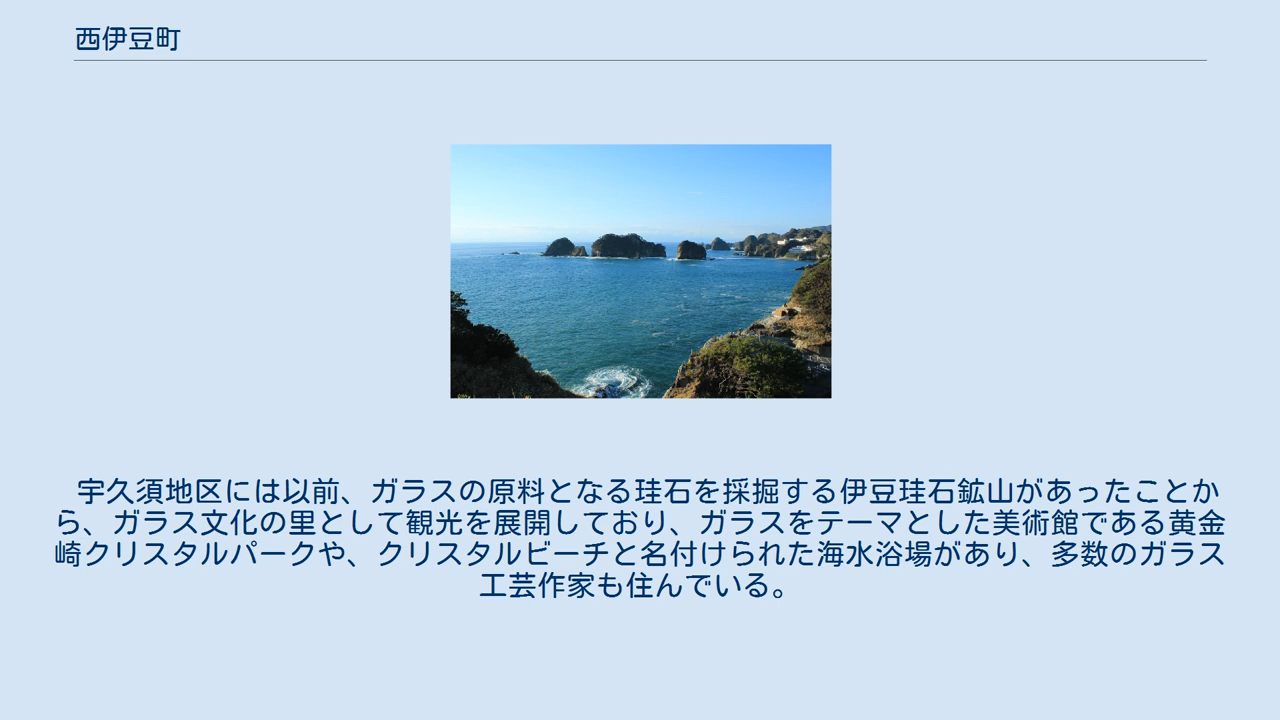 西伊豆町
宇久須地区には以前、ガラスの原料となる珪石を採掘する伊豆珪石鉱山があったことか
ら、ガラス文化の里として観光を展開しており、ガラスをテーマとした美術館である黄金
崎クリスタルパークや、クリスタルビーチと名付けられた海水浴場があり、多数のガラス
工芸作家も住んでいる。